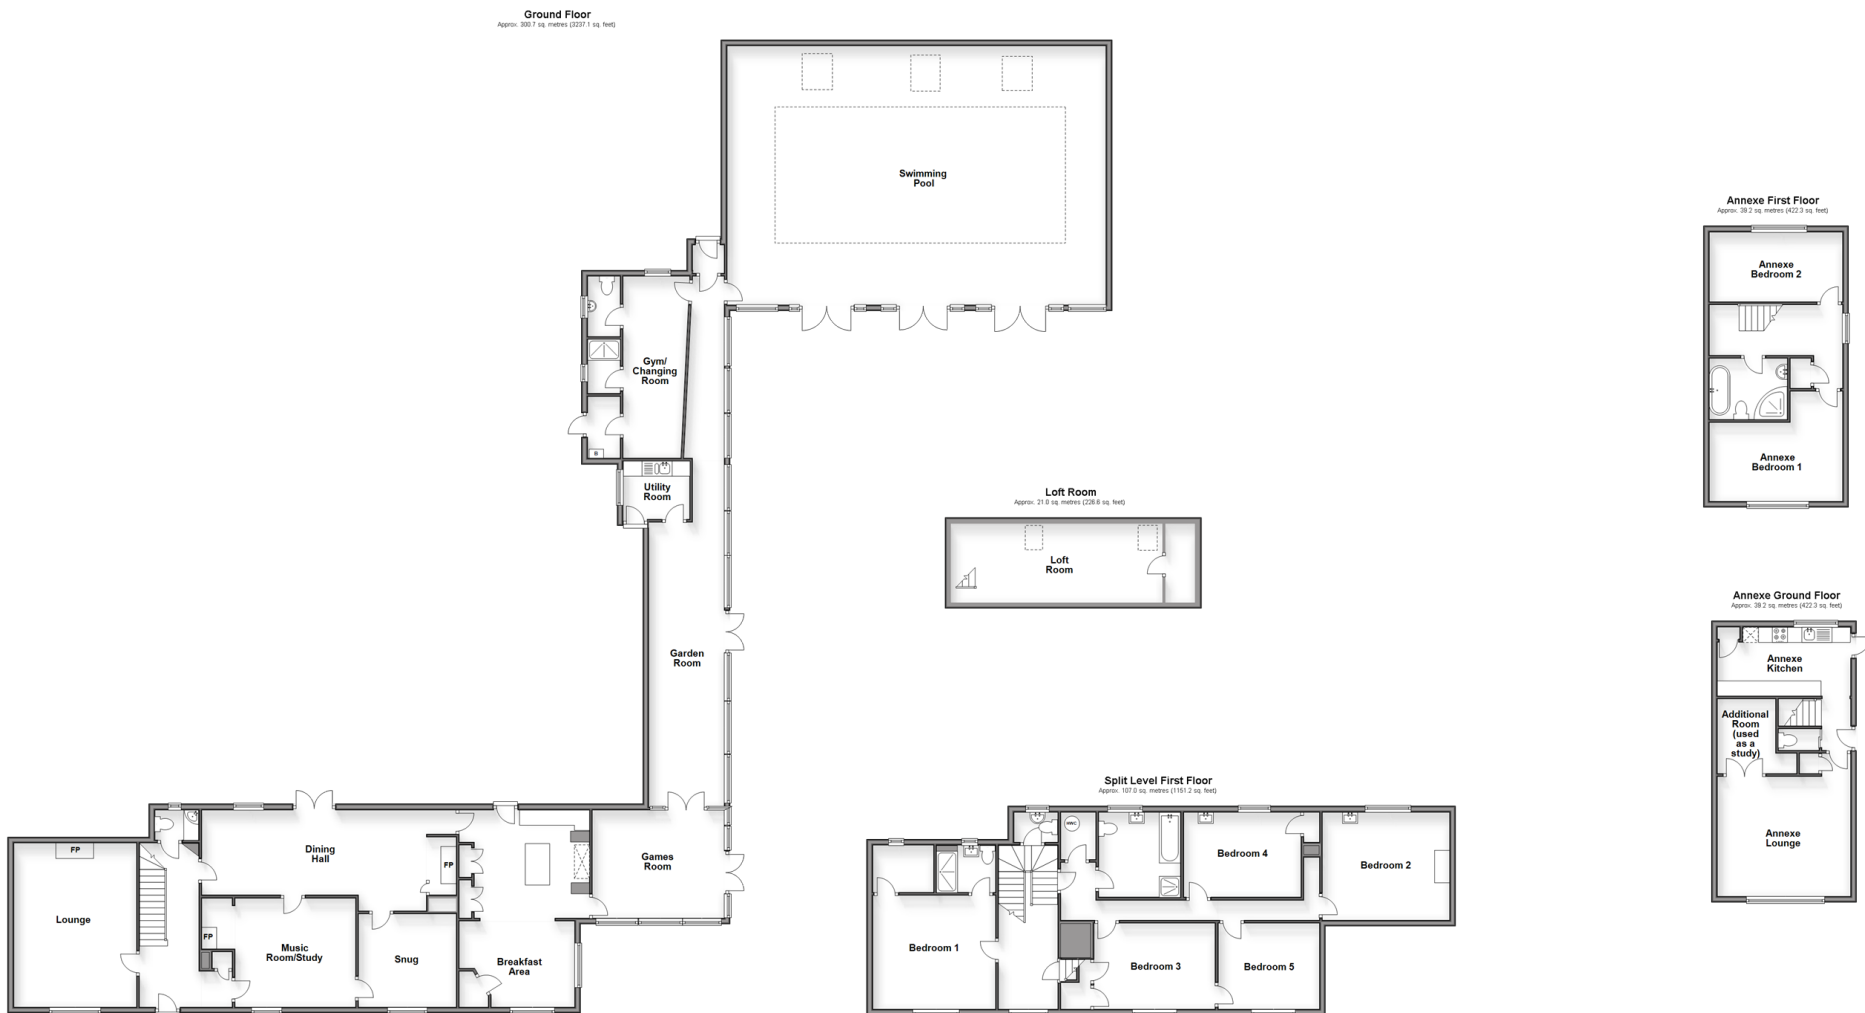 Ground Floor
Approx. 300.7 sq. metres (3237.1 sq. feet)
Swimming
Pool
Gym/
Changing
Room
B
Utility
Room
Garden
Room
Dining
Hall
FP
FP
Games
Room
Lounge
FP
Music
Room/Study
Snug
Breakfast
Area
Loft Room
Approx. 21.0 sq. metres (226.6 sq. feet)
Loft
Room
Split Level First Floor
Approx. 107.0 sq. metres (1151.2 sq. feet)
HWC
Bedroom 4
Bedroom 2
Bedroom 1
Bedroom 3
Bedroom 5
Annexe First Floor
Approx. 39.2 sq. metres (422.3 sq. feet)
Annexe
Bedroom 2
Annexe
Bedroom 1
Annexe Ground Floor
Approx. 39.2 sq. metres (422.3 sq. feet)
Annexe
Kitchen
Additional
Room
(used
as a
study)
Annexe
Lounge